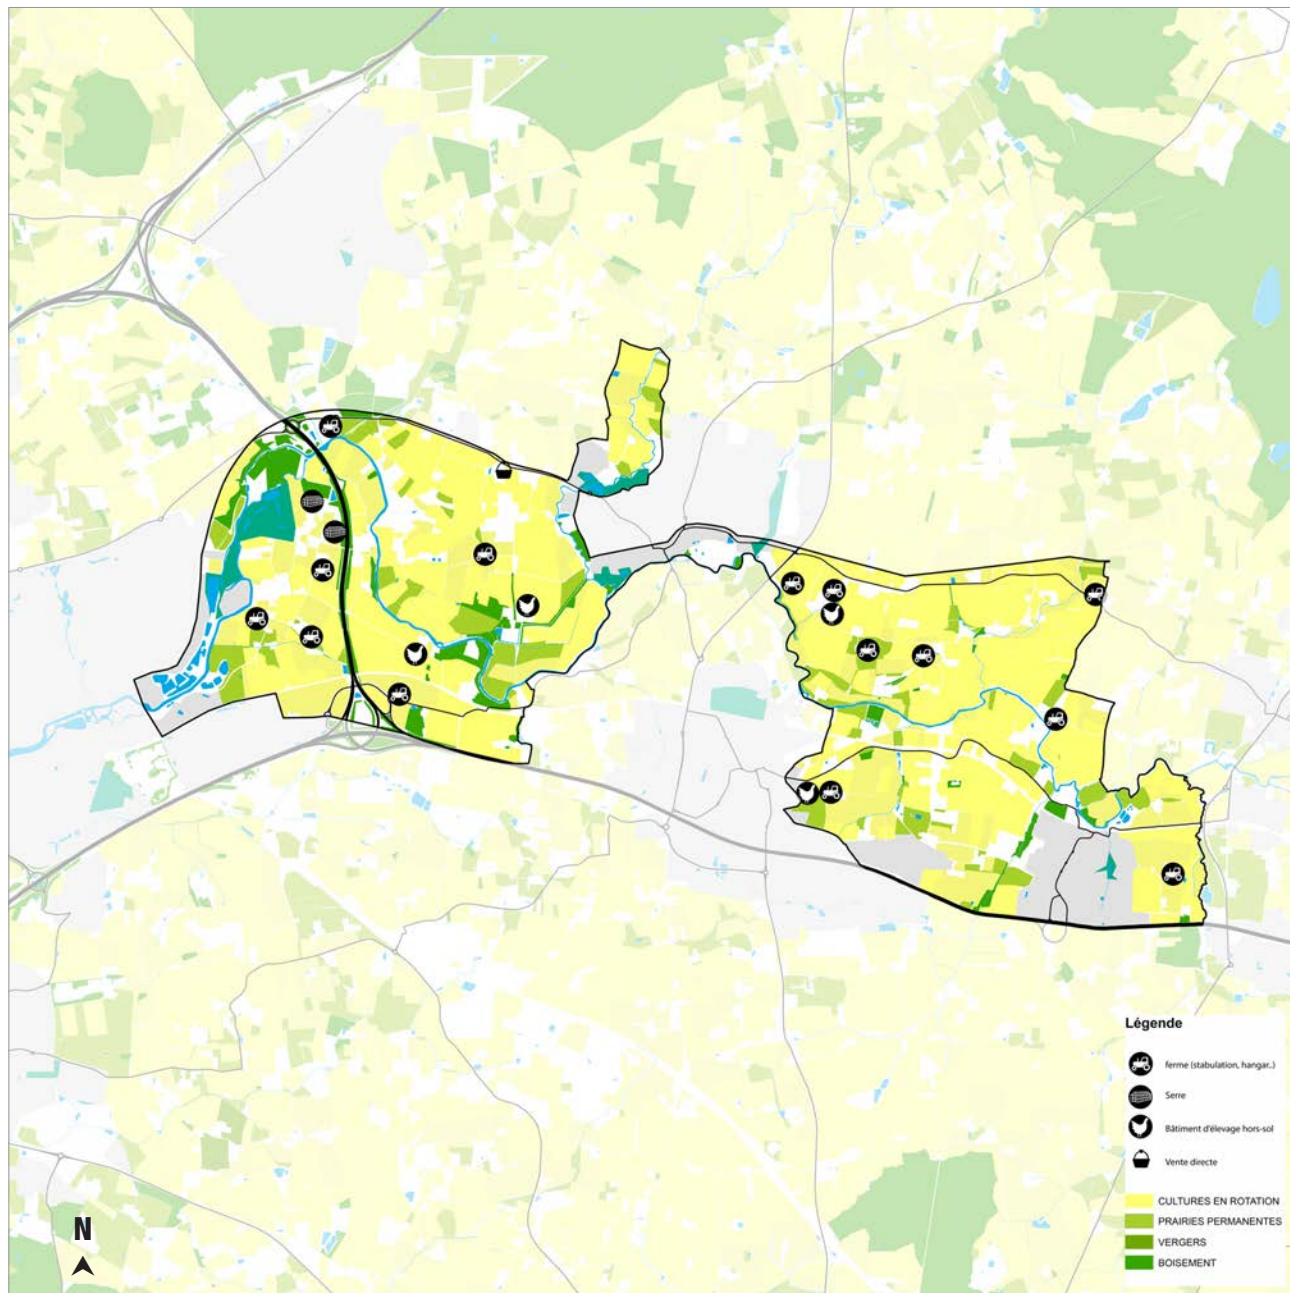 Légende
ferme (stabulation, hangar..)
Serre
Bâtiment d'élevage hors-sol
Vente directe
CULTURES EN ROTATION
PRAIRIES PERMANENTES
VERGERS
BOISEMENT
N